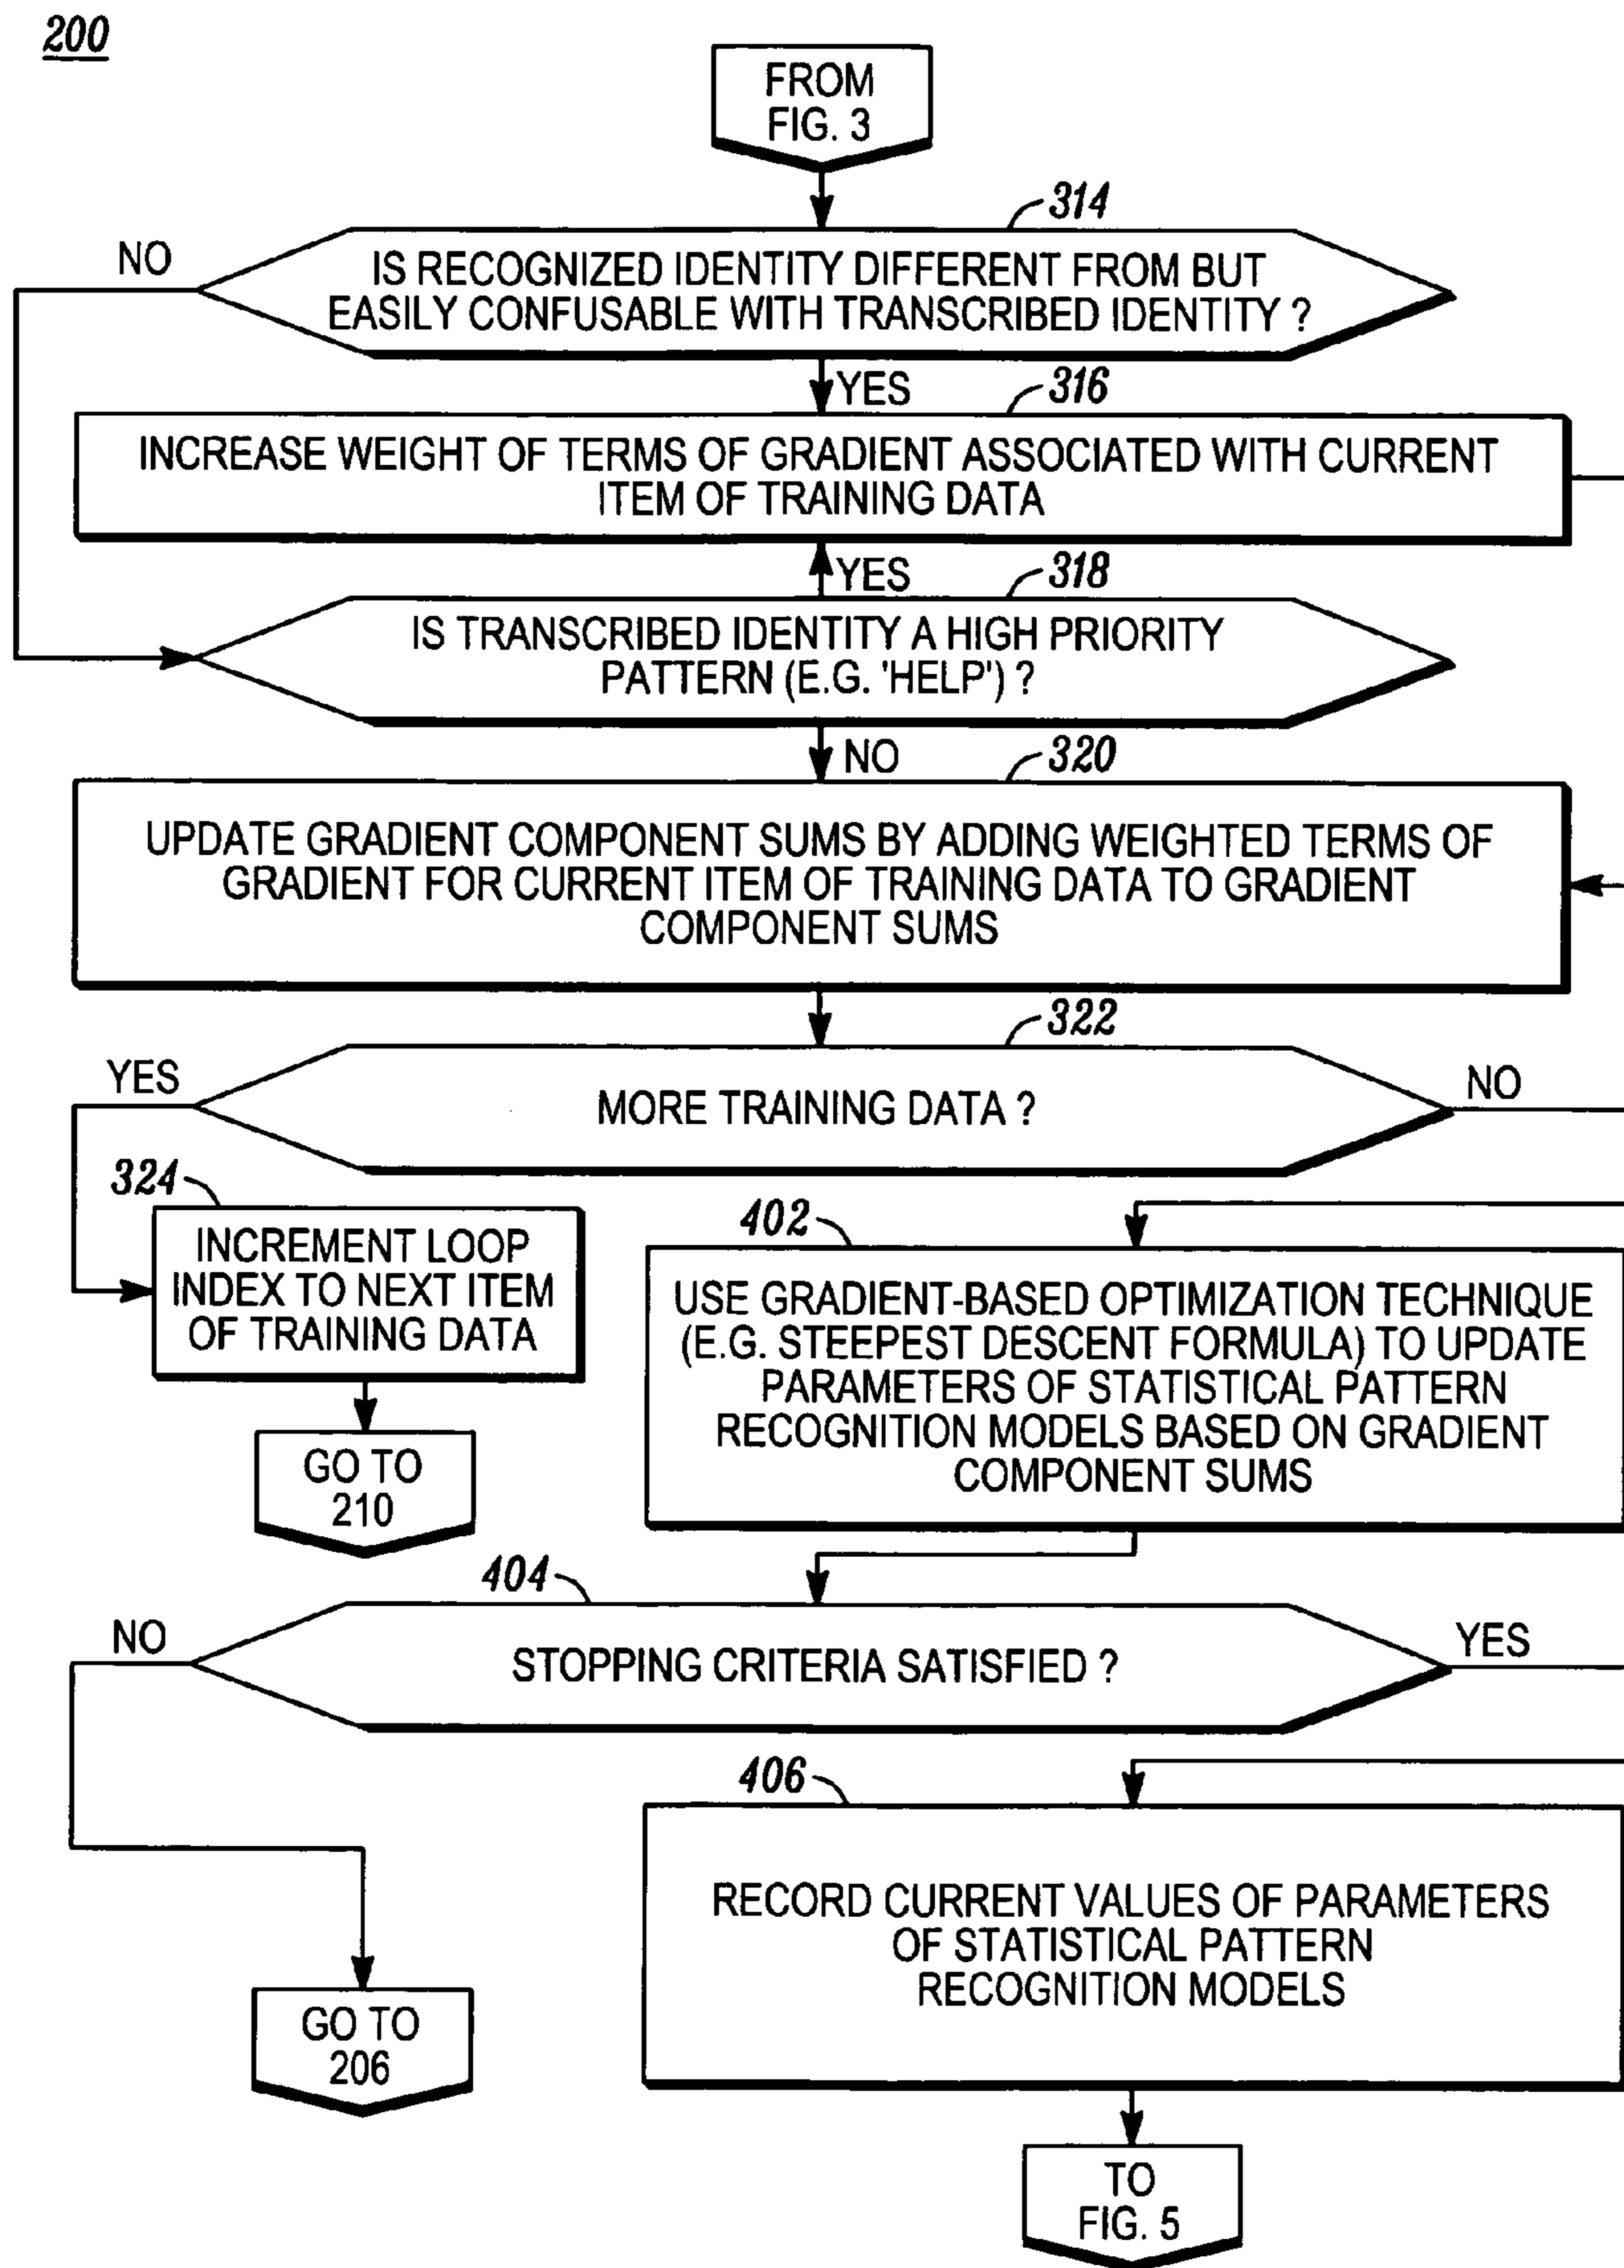 200
FROM
FIG. 3
314
NO
IS RECOGNIZED IDENTITY DIFFERENT FROM BUT
EASILY CONFUSABLE WITH TRANSCRIBED IDENTITY ?
YES
316
INCREASE WEIGHT OF TERMS OF GRADIENT ASSOCIATED WITH CURRENT
ITEM OF TRAINING DATA
YES
318
IS TRANSCRIBED IDENTITY A HIGH PRIORITY
PATTERN (E.G. 'HELP') ?
NO
320
UPDATE GRADIENT COMPONENT SUMS BY ADDING WEIGHTED TERMS OF
GRADIENT FOR CURRENT ITEM OF TRAINING DATA TO GRADIENT
COMPONENT SUMS
322
YES
MORE TRAINING DATA ?
NO
324
INCREMENT LOOP
INDEX TO NEXT ITEM
OF TRAINING DATA
GO TO
210
402
USE GRADIENT-BASED OPTIMIZATION TECHNIQUE
(E.G. STEEPEST DESCENT FORMULA) TO UPDATE
PARAMETERS OF STATISTICAL PATTERN
RECOGNITION MODELS BASED ON GRADIENT
COMPONENT SUMS
404
NO
STOPPING CRITERIA SATISFIED ?
YES
406
RECORD CURRENT VALUES OF PARAMETERS
OF STATISTICAL PATTERN
RECOGNITION MODELS
GO TO
206
TO
FIG. 5